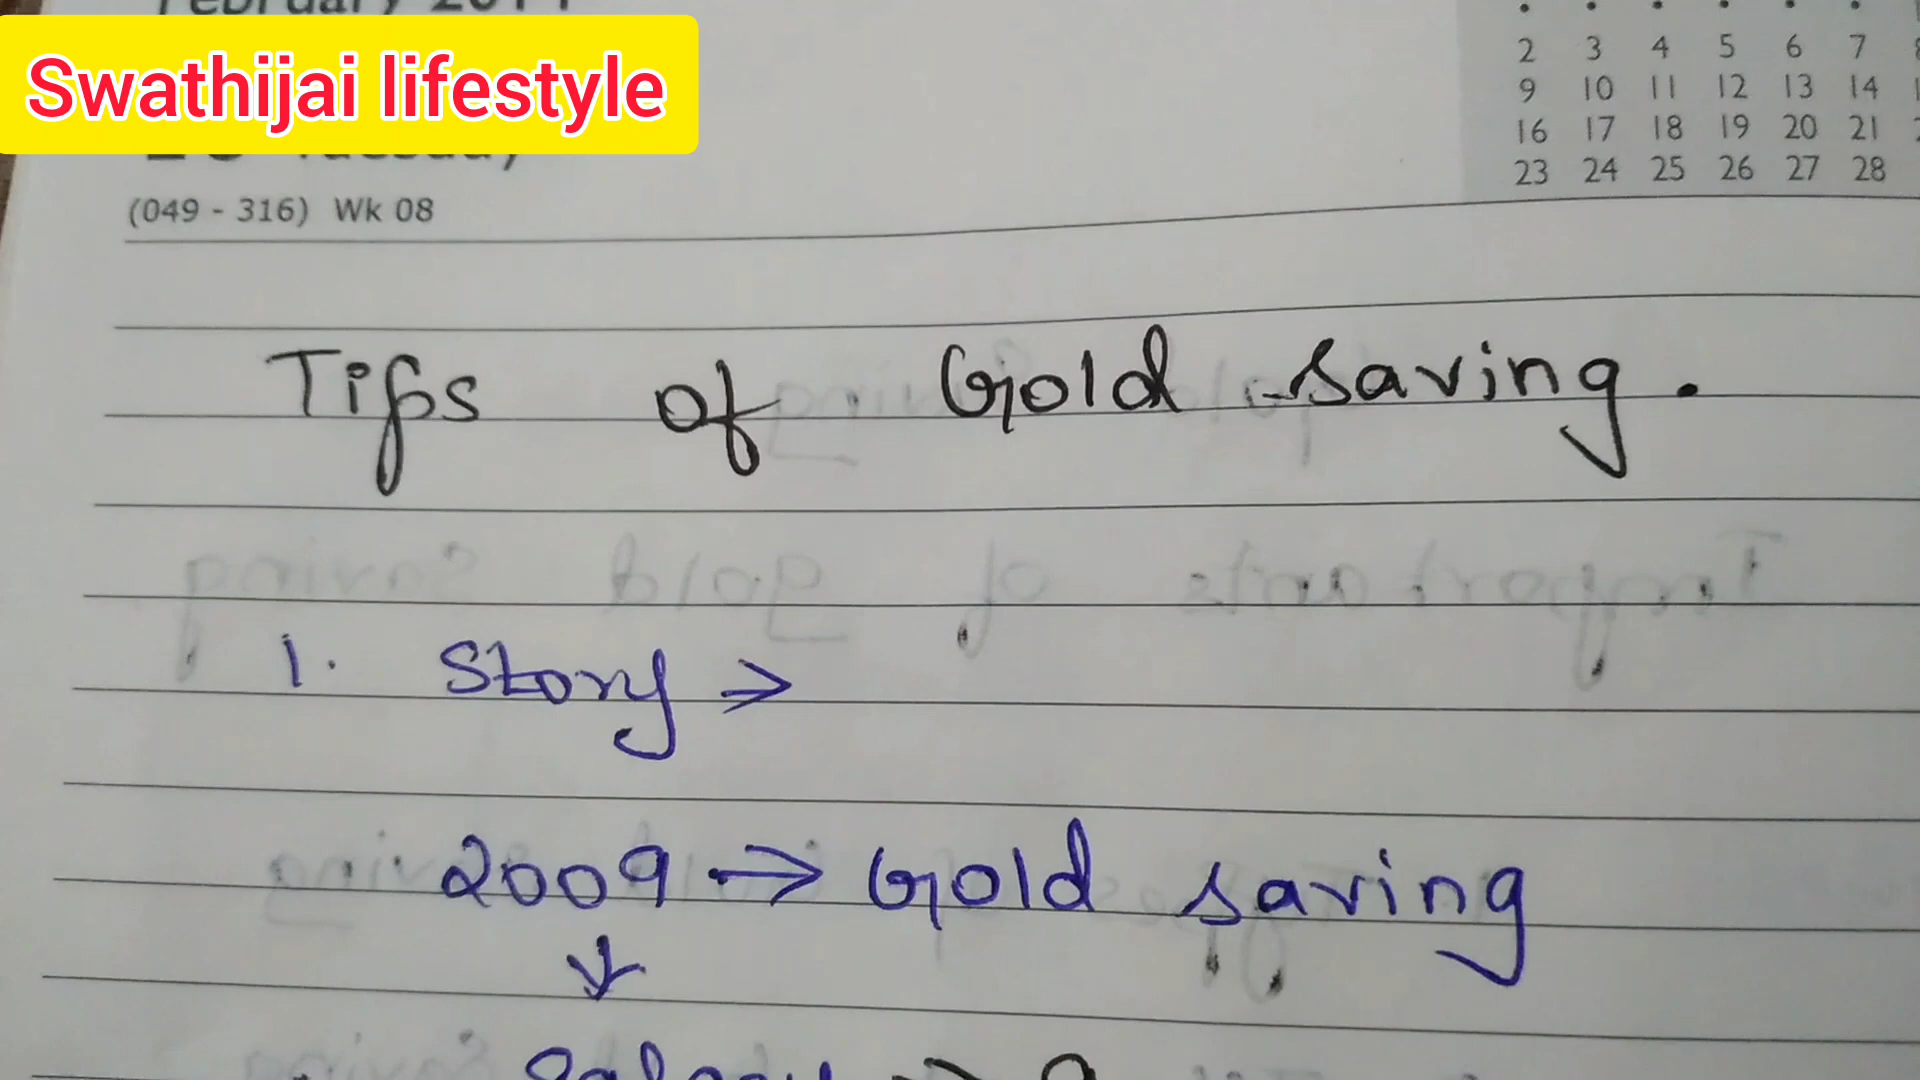 Swathijai lifestyle
2 3 4 5 6 7
9 10 11 12 13 14
16 17 18 19 20 21
23 24 25 26 27 28
(049 - 316) Wk 08
Tips of Gold saving.
1. Story →
2009 → Gold saving
↓